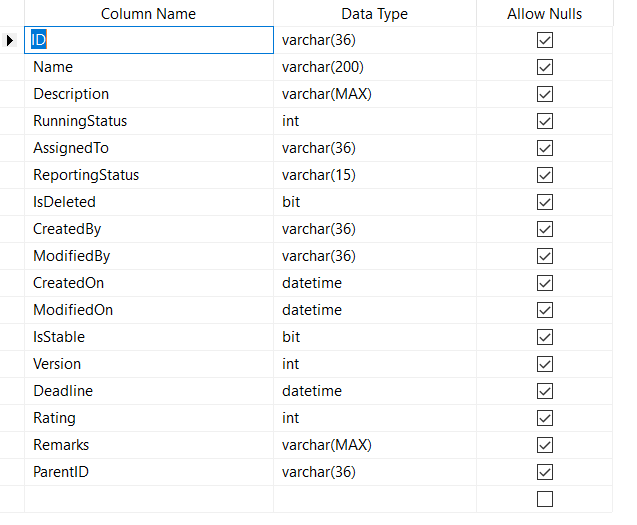 Column Name Data Type Allow Nulls
ID varchar(36)
Name varchar(200)
Description varchar(MAX)
RunningStatus int
AssignedTo varchar(36)
ReportingStatus varchar(15)
IsDeleted bit
CreatedBy varchar(36)
ModifiedBy varchar(36)
CreatedOn datetime
ModifiedOn datetime
IsStable bit
Version int
Deadline datetime
Rating int
Remarks varchar(MAX)
ParentID varchar(36)